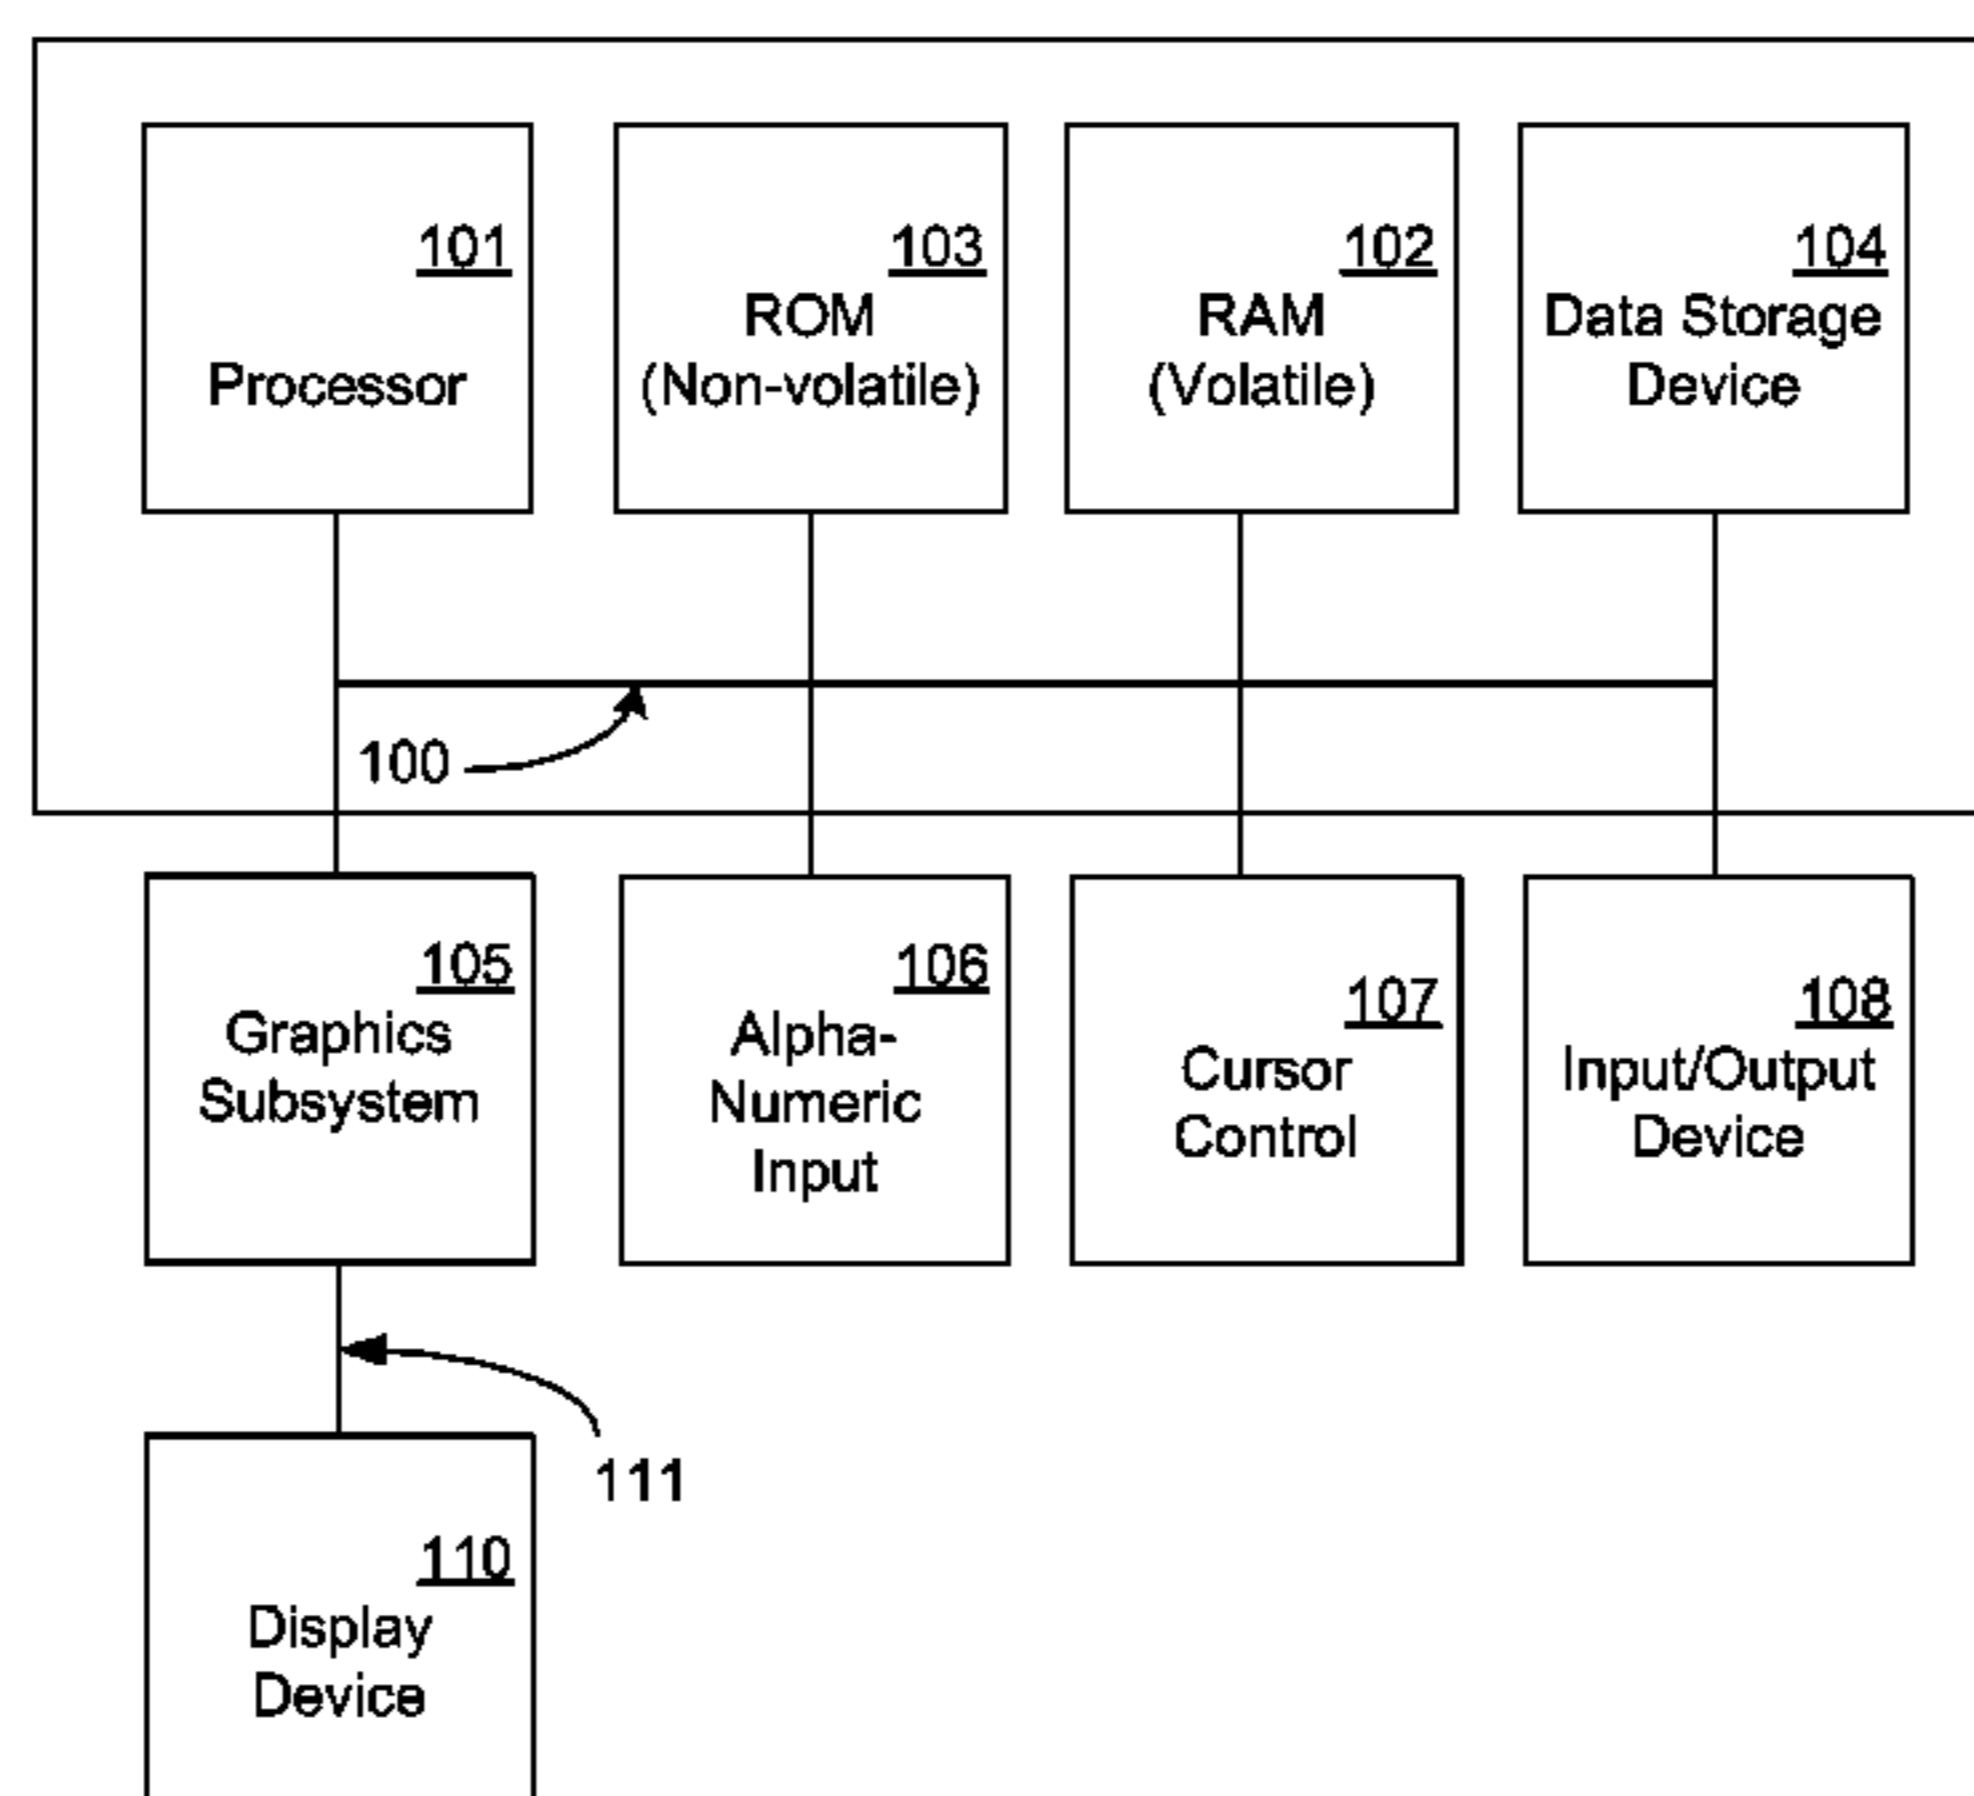 101
Processor
103
ROM
(Non-volatile)
102
RAM
(Volatile)
104
Data Storage
Device
100
105
Graphics
Subsystem
106
Alpha-
Numeric
Input
107
Cursor
Control
108
Input/Output
Device
111
110
Display
Device